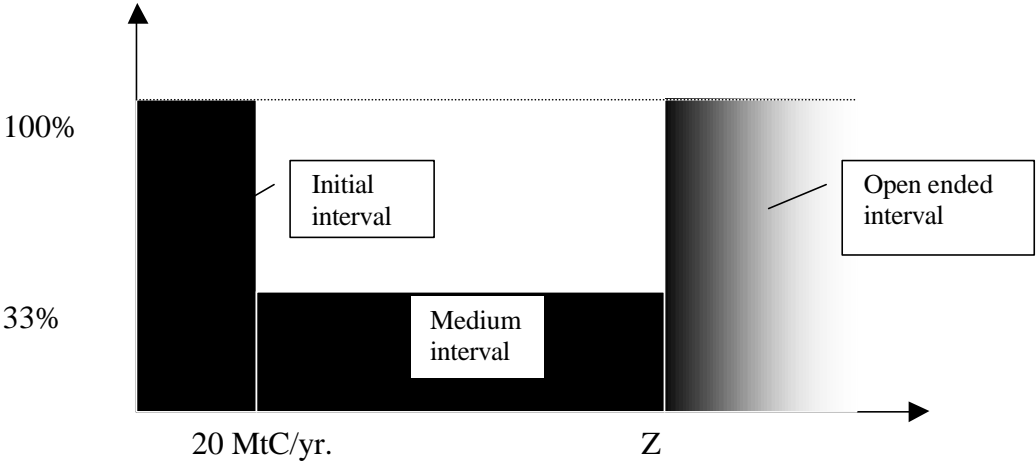 100%
Initial
interval
Open ended
interval
33%
Medium
interval
20 MtC/yr.
Z